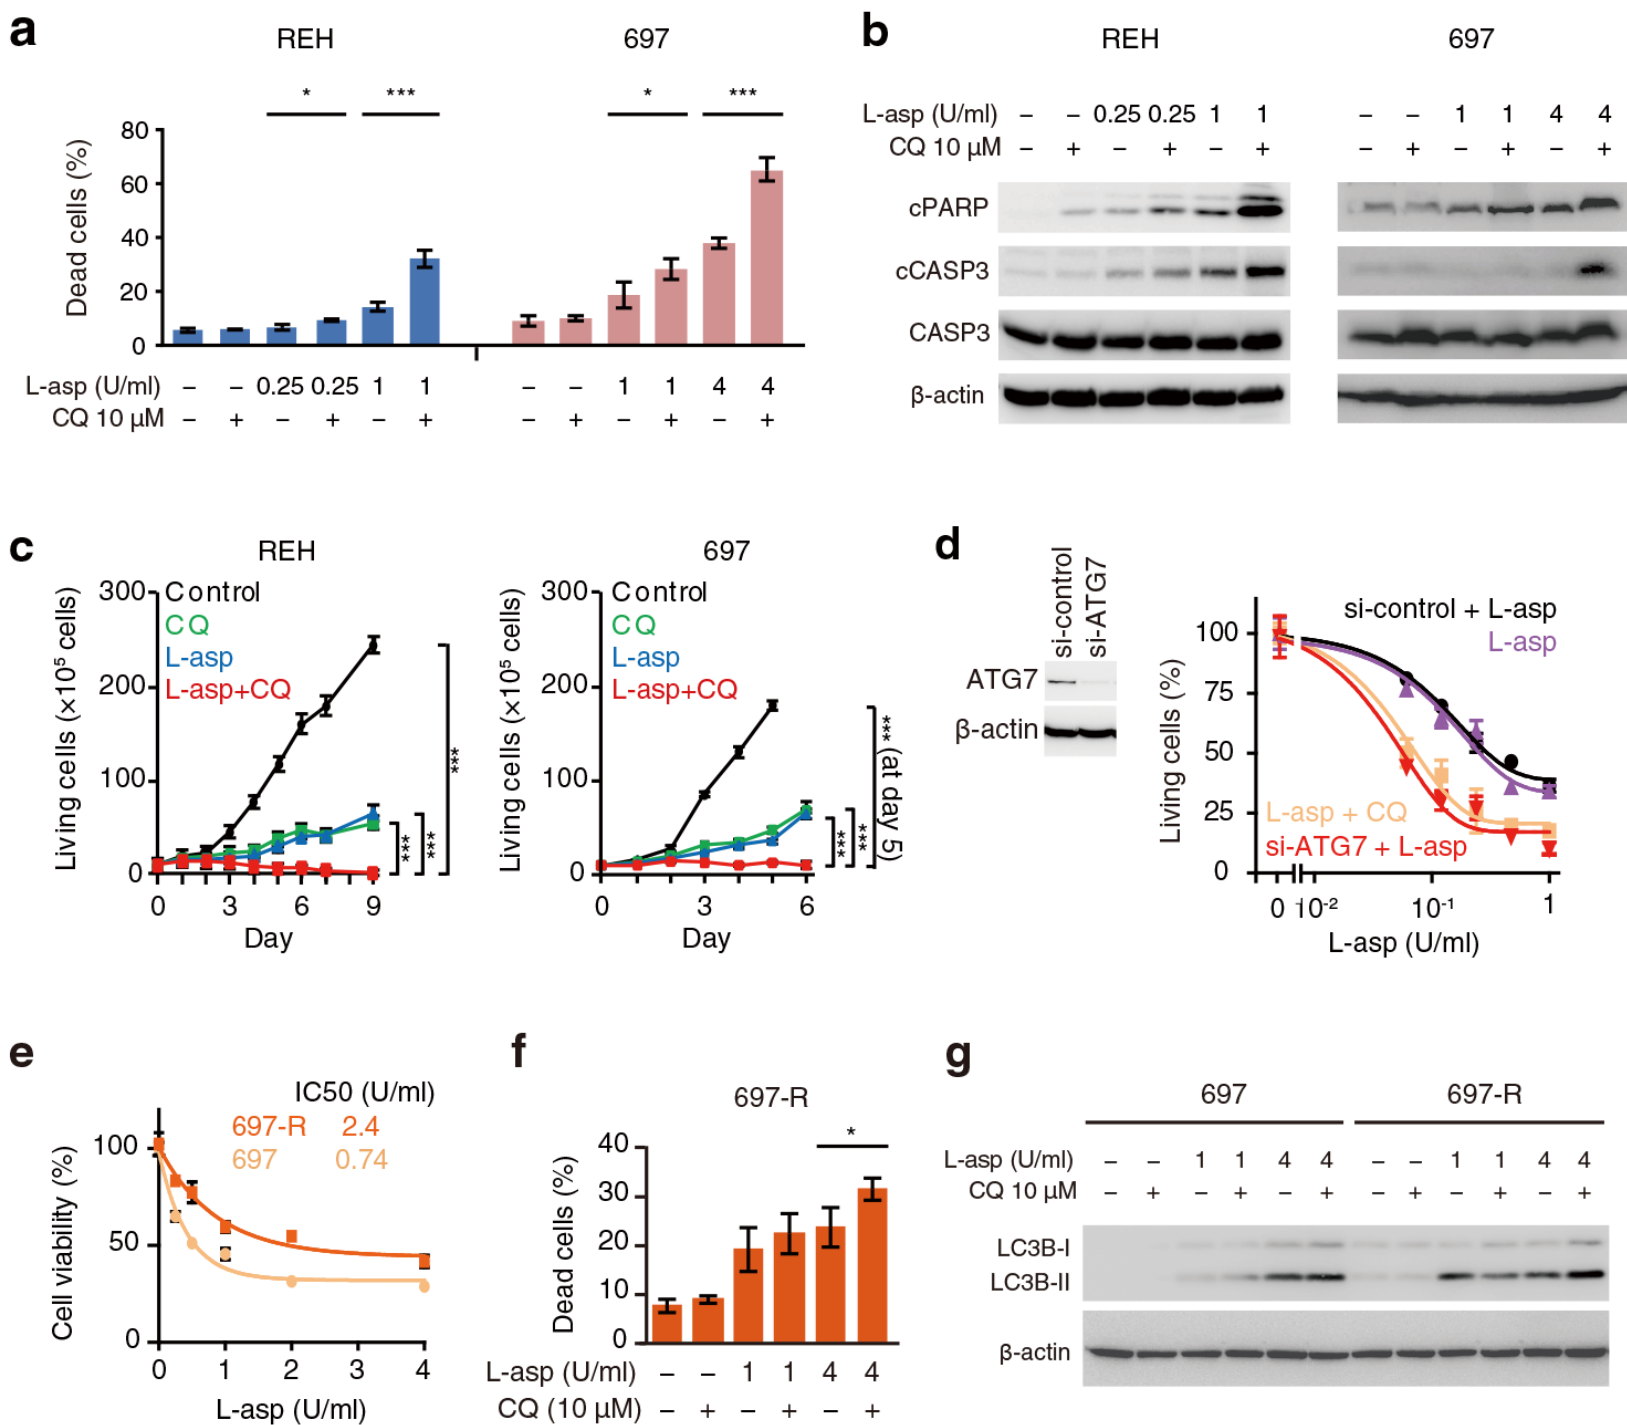 a
REH 697
* *** * ***
Dead cells (%)
80
60
40
20
0
L-asp (U/ml) – – 0.25 0.25 1 1 – – 1 1 4 4
CQ 10 μM – + – + – + – + – + – +
b
REH 697
L-asp (U/ml) – – 0.25 0.25 1 1 – – 1 1 4 4
CQ 10 μM – + – + – + – + – + – +
cPARP
cCASP3
CASP3
β-actin
c
REH
Living cells (×10⁵ cells)
300
200
100
0
Control
CQ
L-asp
L-asp+CQ
*** *** ***
0 3 6 9
Day
697
Living cells (×10⁵ cells)
300
200
100
0
Control
CQ
L-asp
L-asp+CQ
*** *** *** (at day 5)
0 3 6
Day
d
si-control
si-ATG7
ATG7
β-actin
Living cells (%)
100
75
50
25
0
si-control + L-asp
L-asp
L-asp + CQ
si-ATG7 + L-asp
0 10⁻² 10⁻¹ 1
L-asp (U/ml)
e
IC50 (U/ml)
697-R 2.4
697 0.74
Cell viability (%)
100
50
0
0 1 2 4
L-asp (U/ml)
f
697-R
*
Dead cells (%)
40
30
20
10
0
L-asp (U/ml) – – 1 1 4 4
CQ (10 μM) – + – + – +
g
697 697-R
L-asp (U/ml) – – 1 1 4 4 – – 1 1 4 4
CQ 10 μM – + – + – + – + – + – +
LC3B-I
LC3B-II
β-actin